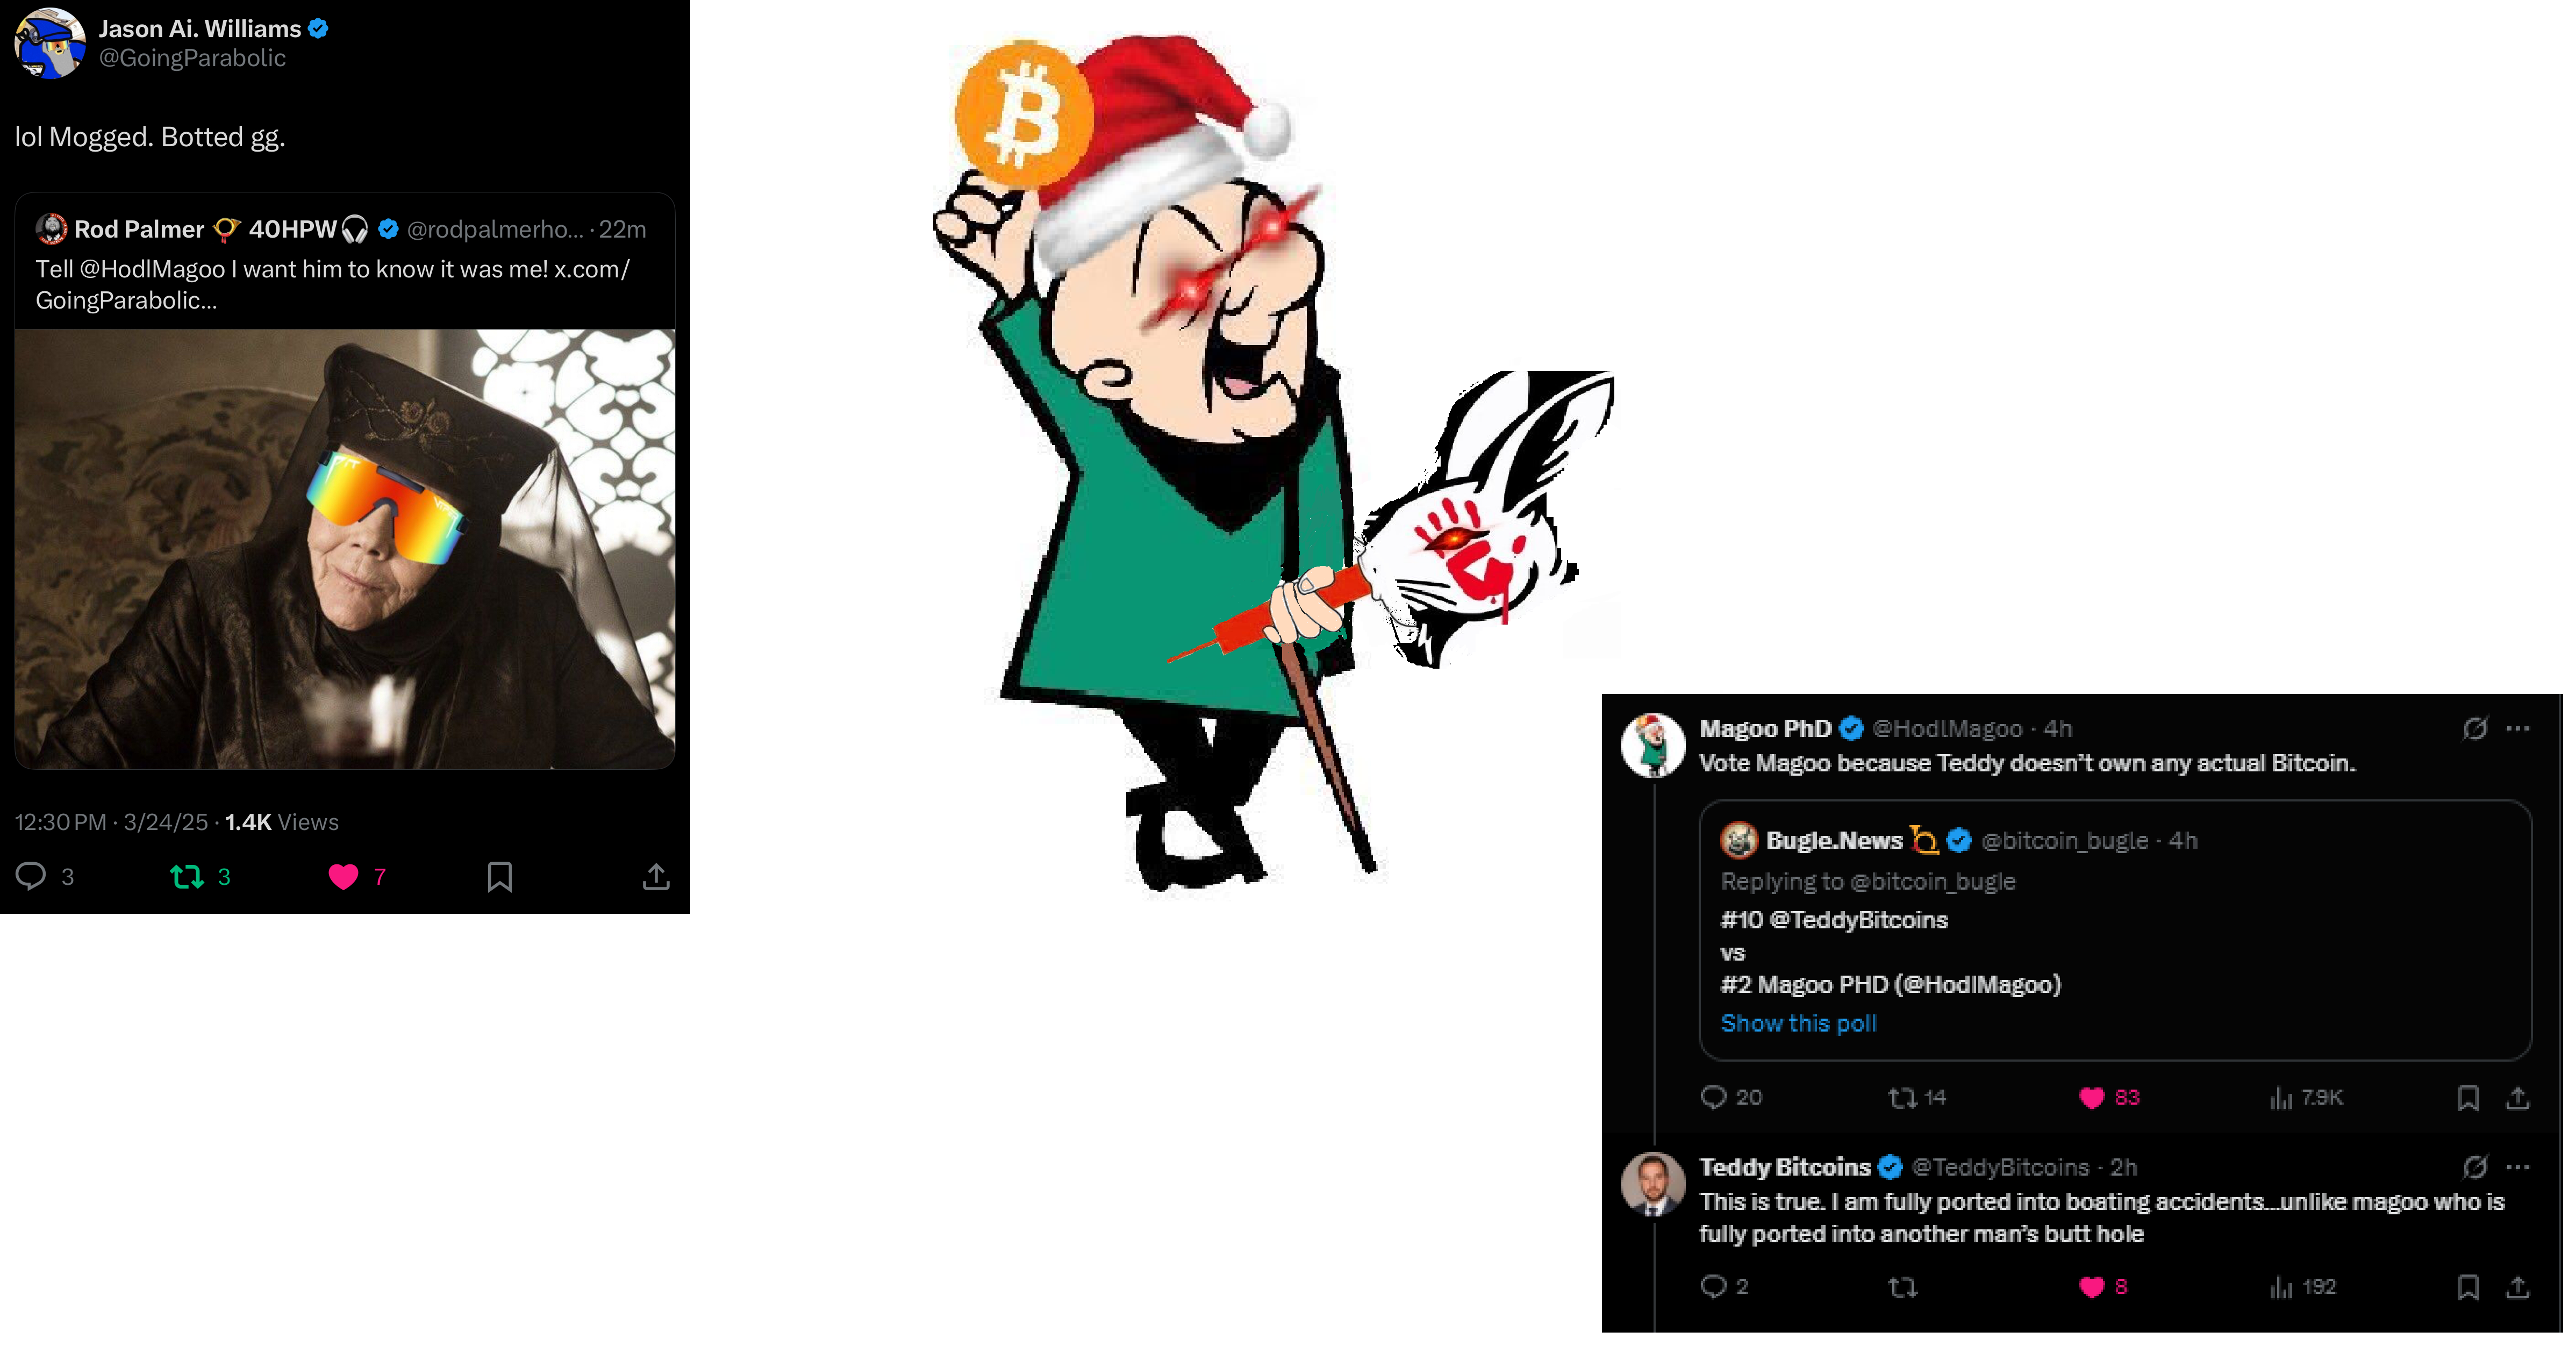 Jason Ai. Williams
@GoingParabolic
lol Mogged. Botted gg.
Rod Palmer 40HPW @rodpalmerho... · 22m
Tell @HodlMagoo I want him to know it was me! x.com/
GoingParabolic...
12:30 PM · 3/24/25 · 1.4K Views
3 3 7
Magoo PhD @HodlMagoo · 4h
Vote Magoo because Teddy doesn't own any actual Bitcoin.
Bugle.News @bitcoin_bugle · 4h
Replying to @bitcoin_bugle
#10 @TeddyBitcoins
vs
#2 Magoo PHD (@HodlMagoo)
Show this poll
20 14 83 7.9K
Teddy Bitcoins @TeddyBitcoins · 2h
This is true. I am fully ported into boating accidents...unlike magoo who is
fully ported into another man's butt hole
2 8 192